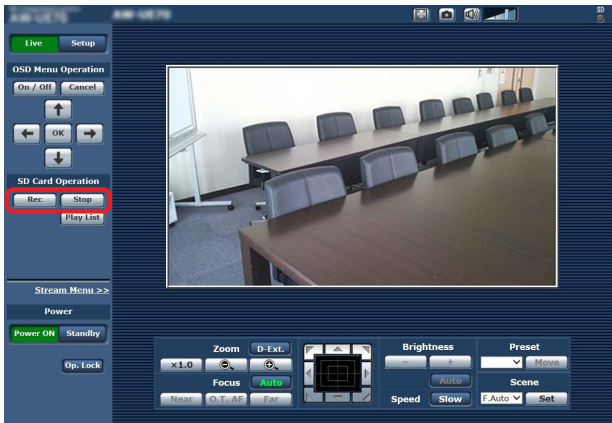 SD
Live Setup
OSD Menu Operation
On / Off Cancel
OK
SD Card Operation
Rec Stop
Play List
Stream Menu >>
Power
Power ON Standby
Op. Lock
Zoom D-Ext.
×1.0
Focus Auto
Near O.T. AF Far
Brightness
- +
Auto
Speed Slow
Preset
Move
Scene
F.Auto Set